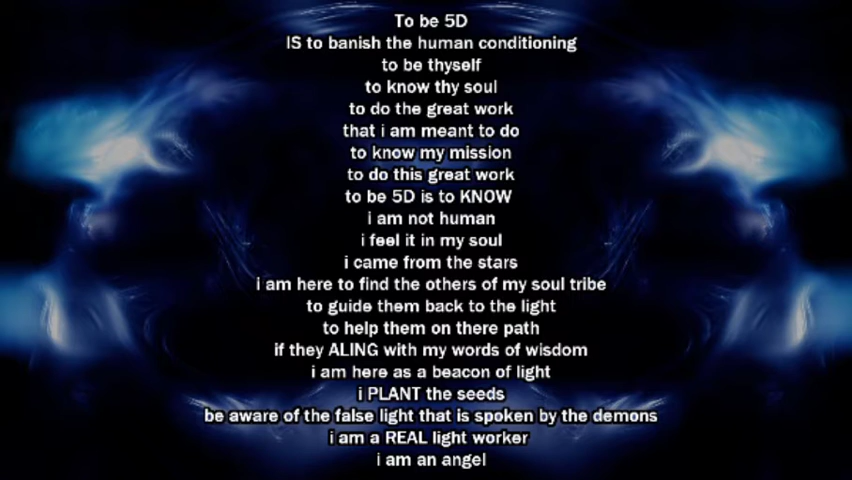 To be 5D
IS to banish the human conditioning
to be thyself
to know thy soul
to do the great work
that i am meant to do
to know my mission
to do this great work
to be 5D is to KNOW
i am not human
i feel it in my soul
i came from the stars
i am here to find the others of my soul tribe
to guide them back to the light
to help them on there path
if they ALING with my words of wisdom
i am here as a beacon of light
i PLANT the seeds
be aware of the false light that is spoken by the demons
i am a REAL light worker
i am an angel